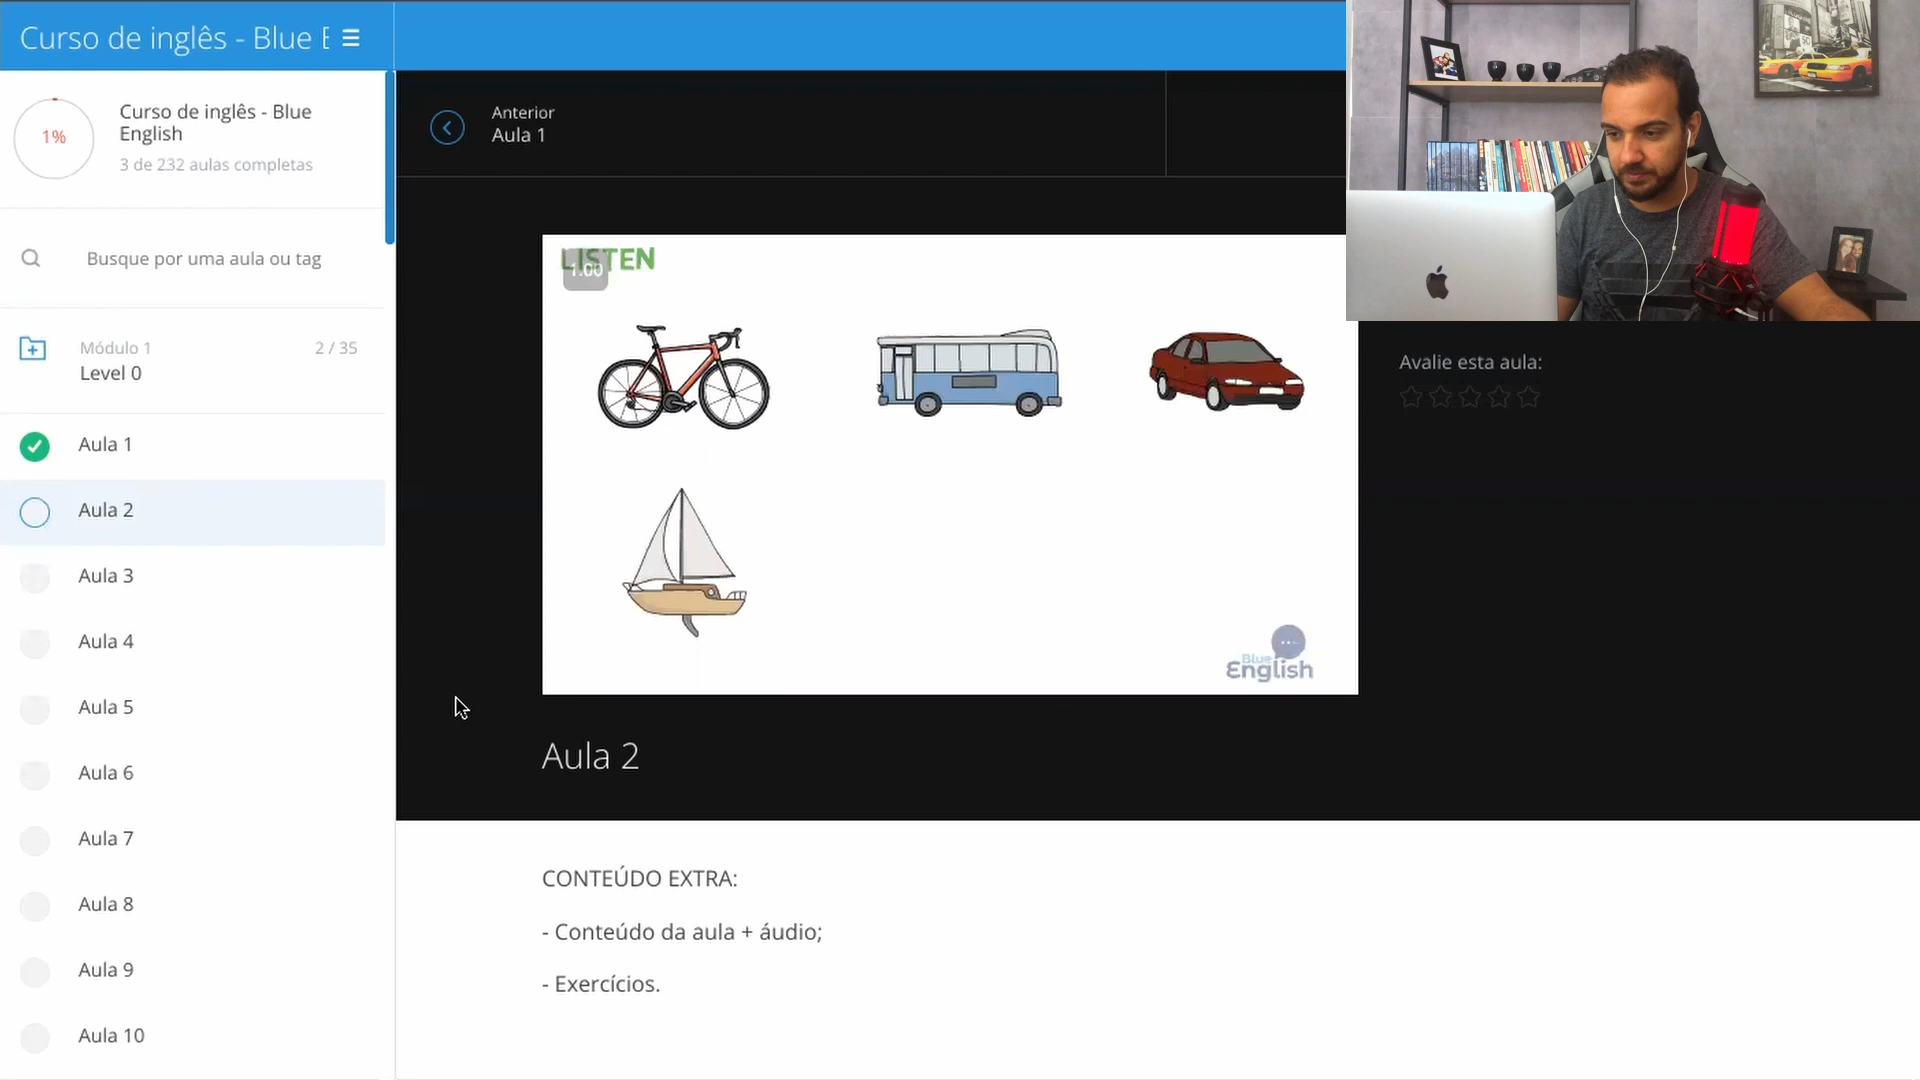 Curso de inglês - Blue E
1%
Curso de inglês - Blue
English
3 de 232 aulas completas
Busque por uma aula ou tag
Módulo 1
2 / 35
Level 0
Aula 1
Aula 2
Aula 3
Aula 4
Aula 5
Aula 6
Aula 7
Aula 8
Aula 9
Aula 10
Anterior
Aula 1
LISTEN
1.00
Blue
English
Avalie esta aula:
Aula 2
CONTEÚDO EXTRA:
- Conteúdo da aula + áudio;
- Exercícios.